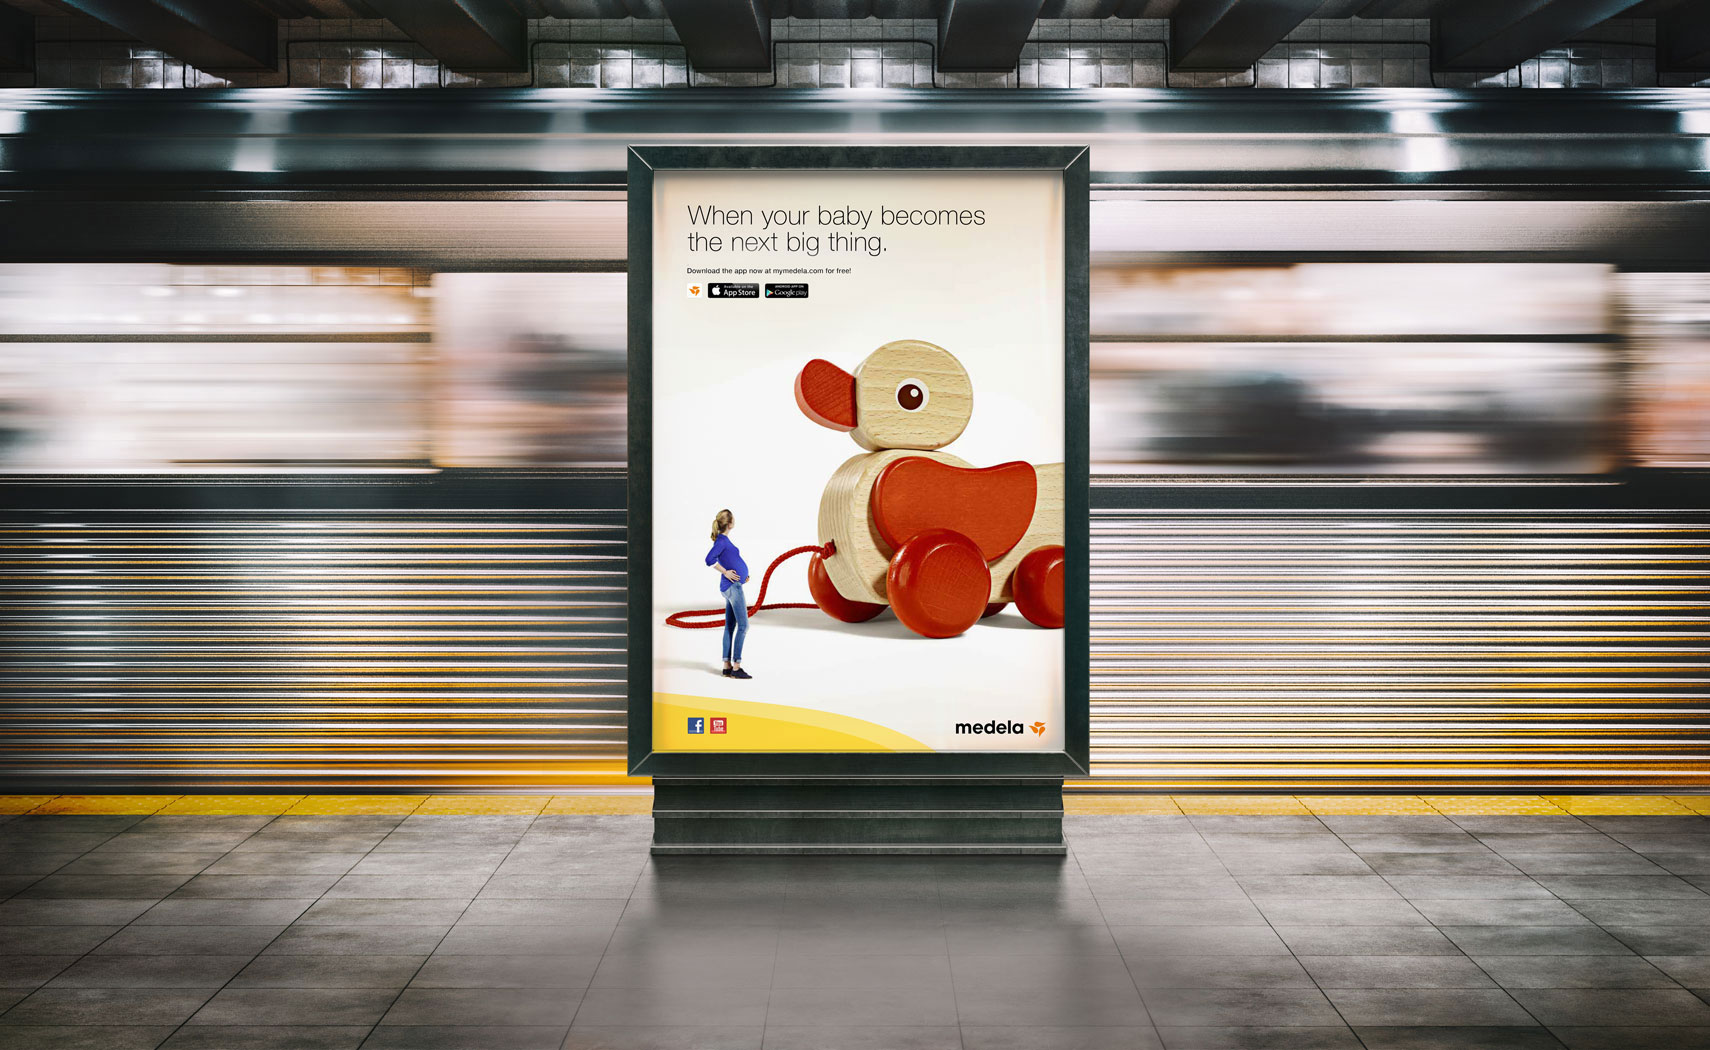 When your baby becomes
the next big thing.
Download the app now at mymedela.com for free!
Available on the
App Store
ANDROID APP ON
Google play
f
You
Tube
medela